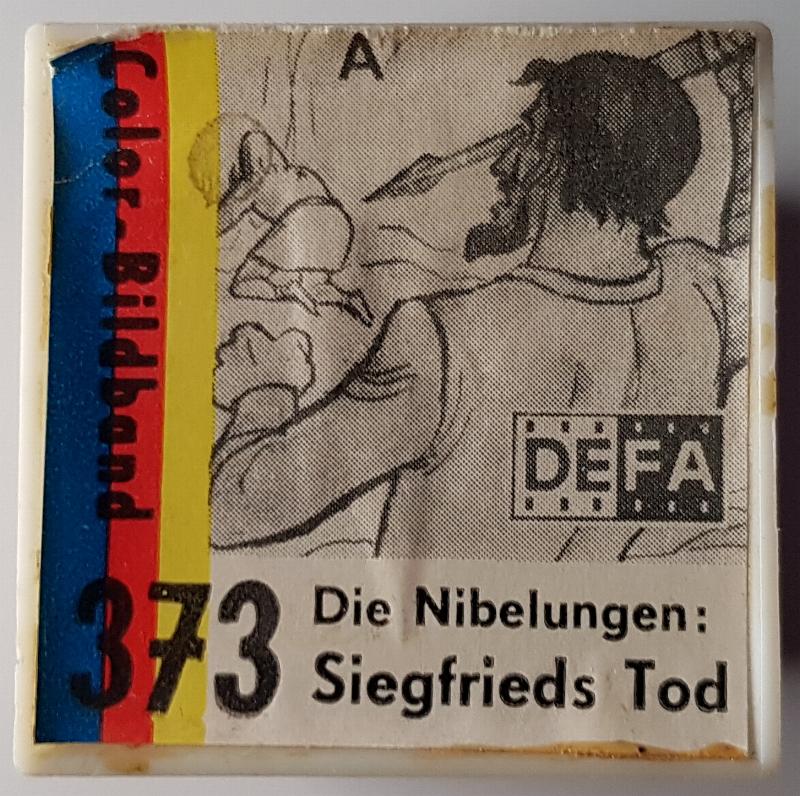 A
Color-Bildband
DEFA
373
Die Nibelungen:
Siegfrieds Tod